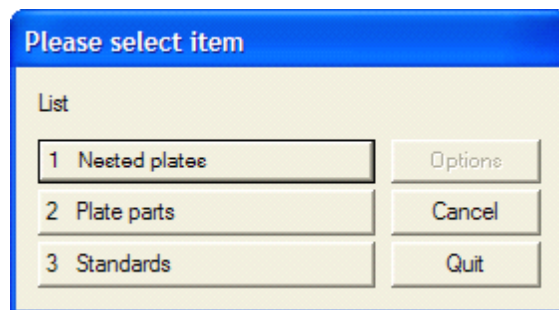 Please select item
List
1 Nested plates Options
2 Plate parts Cancel
3 Standards Quit